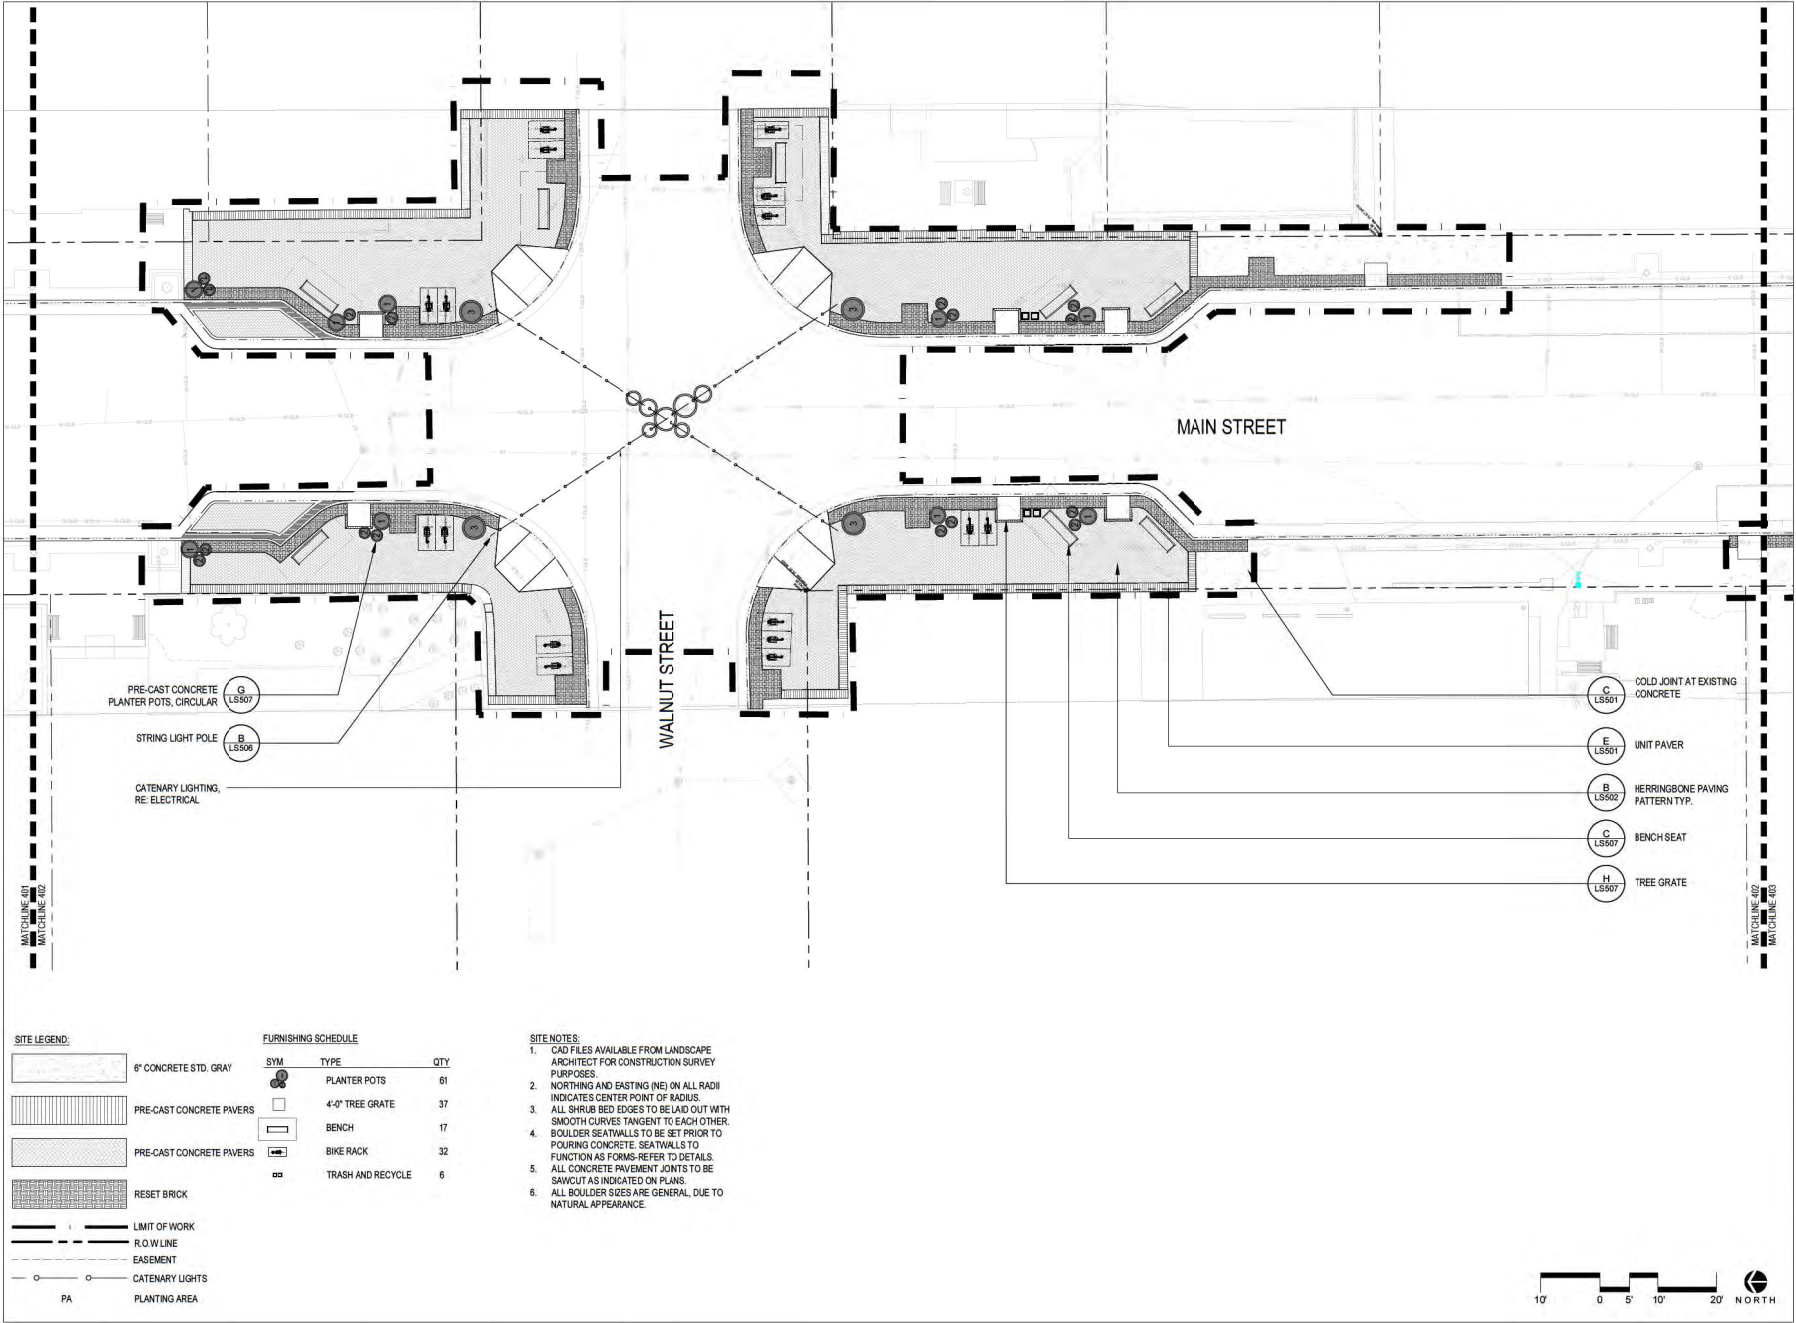 MAIN STREET
WALNUT STREET
PRE-CAST CONCRETE
PLANTER POTS, CIRCULAR
G
LS507
STRING LIGHT POLE
B
LS506
CATENARY LIGHTING,
RE: ELECTRICAL
C
LS501
COLD JOINT AT EXISTING
CONCRETE
E
LS501
UNIT PAVER
B
LS502
HERRINGBONE PAVING
PATTERN TYP.
C
LS507
BENCH SEAT
H
LS507
TREE GRATE
MATCHLINE 401
MATCHLINE 402
MATCHLINE 402
MATCHLINE 403
SITE LEGEND:
6" CONCRETE STD. GRAY
PRE-CAST CONCRETE PAVERS
PRE-CAST CONCRETE PAVERS
RESET BRICK
LIMIT OF WORK
R.O.W LINE
EASEMENT
CATENARY LIGHTS
PA PLANTING AREA
FURNISHING SCHEDULE
SYM TYPE QTY
PLANTER POTS 61
4'-0" TREE GRATE 37
BENCH 17
BIKE RACK 32
TRASH AND RECYCLE 6
SITE NOTES:
1. CAD FILES AVAILABLE FROM LANDSCAPE
ARCHITECT FOR CONSTRUCTION SURVEY
PURPOSES.
2. NORTHING AND EASTING (NE) ON ALL RADII
INDICATES CENTER POINT OF RADIUS.
3. ALL SHRUB BED EDGES TO BE LAID OUT WITH
SMOOTH CURVES TANGENT TO EACH OTHER.
4. BOULDER SEATWALLS TO BE SET PRIOR TO
POURING CONCRETE. SEATWALLS TO
FUNCTION AS FORMS-REFER TO DETAILS.
5. ALL CONCRETE PAVEMENT JONTS TO BE
SAWCUT AS INDICATED ON PLANS.
6. ALL BOULDER SIZES ARE GENERAL, DUE TO
NATURAL APPEARANCE.
10' 0 5' 10' 20'
NORTH